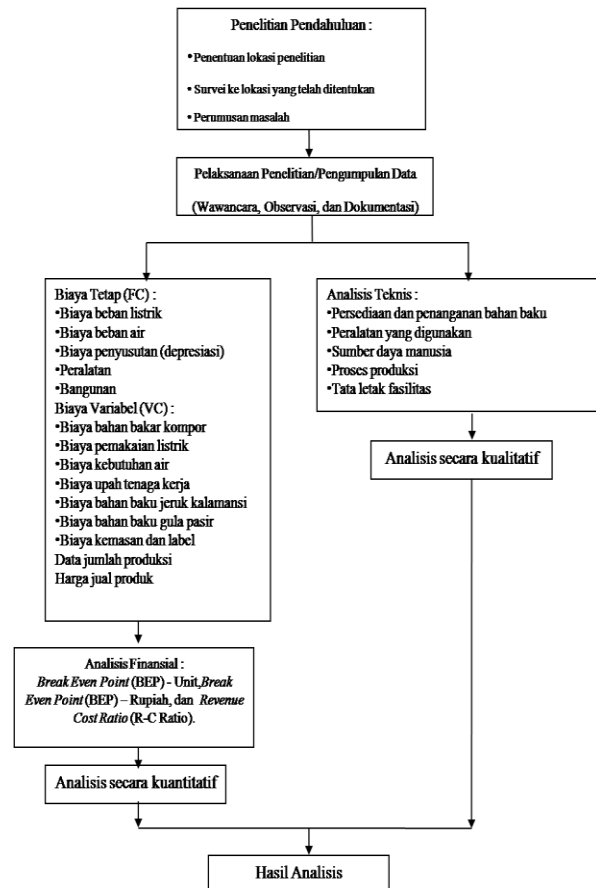 Penelitian Pendahuluan :
•Penentuan lokasi penelitian
•Survei ke lokasi yang telah ditentukan
•Perumusan masalah
Pelaksanaan Penelitian/Pengumpulan Data
(Wawancara, Observasi, dan Dokumentasi)
Biaya Tetap (FC) :
•Biaya beban listrik
•Biaya beban air
•Biaya penyusutan (depresiasi)
•Peralatan
•Bangunan
Biaya Variabel (VC) :
•Biaya bahan bakar kompor
•Biaya pemakaian listrik
•Biaya kebutuhan air
•Biaya upah tenaga kerja
•Biaya bahan baku jeruk kalamansi
•Biaya bahan baku gula pasir
•Biaya kemasan dan label
Data jumlah produksi
Harga jual produk
Analisis Teknis :
•Persediaan dan penanganan bahan baku
•Peralatan yang digunakan
•Sumber daya manusia
•Proses produksi
•Tata letak fasilitas
Analisis secara kualitatif
Analisis Finansial :
Break Even Point (BEP) - Unit,Break
Even Point (BEP) – Rupiah, dan Revenue
Cost Ratio (R-C Ratio).
Analisis secara kuantitatif
Hasil Analisis